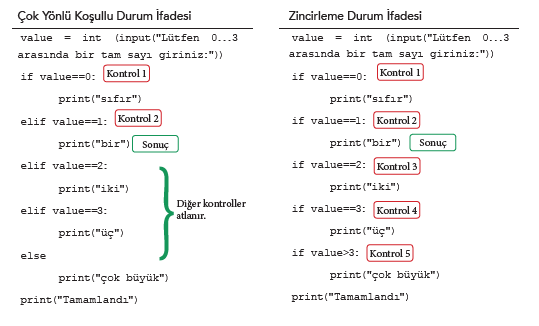 Çok Yönlü Koşullu Durum İfadesi
value = int (input("Lütfen 0...3
arasında bir tam sayı giriniz:"))
if value==0: Kontrol 1
print("sıfır")
elif value==1: Kontrol 2
print("bir") Sonuç
elif value==2:
print("iki")
Diğer kontroller
atlanır.
elif value==3:
print("üç")
else
print("çok büyük")
print("Tamamlandı")
Zincirleme Durum İfadesi
value = int (input("Lütfen 0...3
arasında bir tam sayı giriniz:"))
if value==0: Kontrol 1
print("sıfır")
if value==1: Kontrol 2
print("bir") Sonuç
if value==2: Kontrol 3
print("iki")
if value==3: Kontrol 4
print("üç")
if value>3: Kontrol 5
print("çok büyük")
print("Tamamlandı")